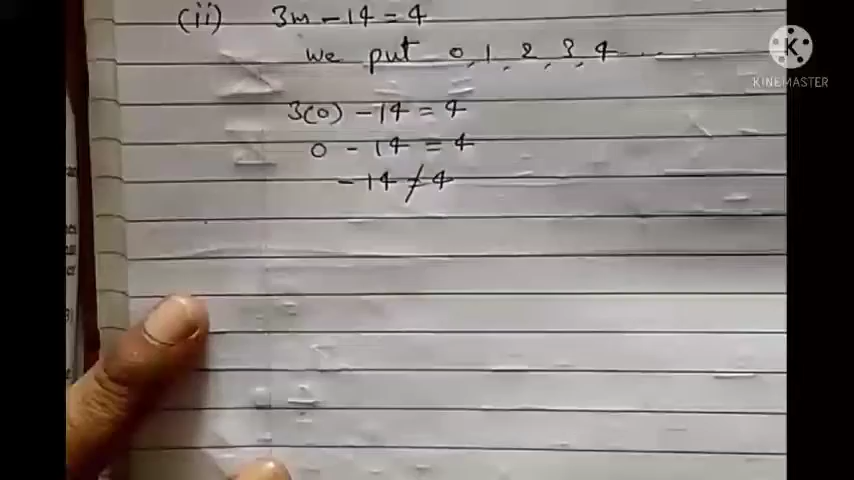 (ii) 3m - 14 = 4
we put 0, 1, 2, 3, 4 ....
3(0) - 14 = 4
0 - 14 = 4
- 14 ≠ 4
K
KINEMASTER